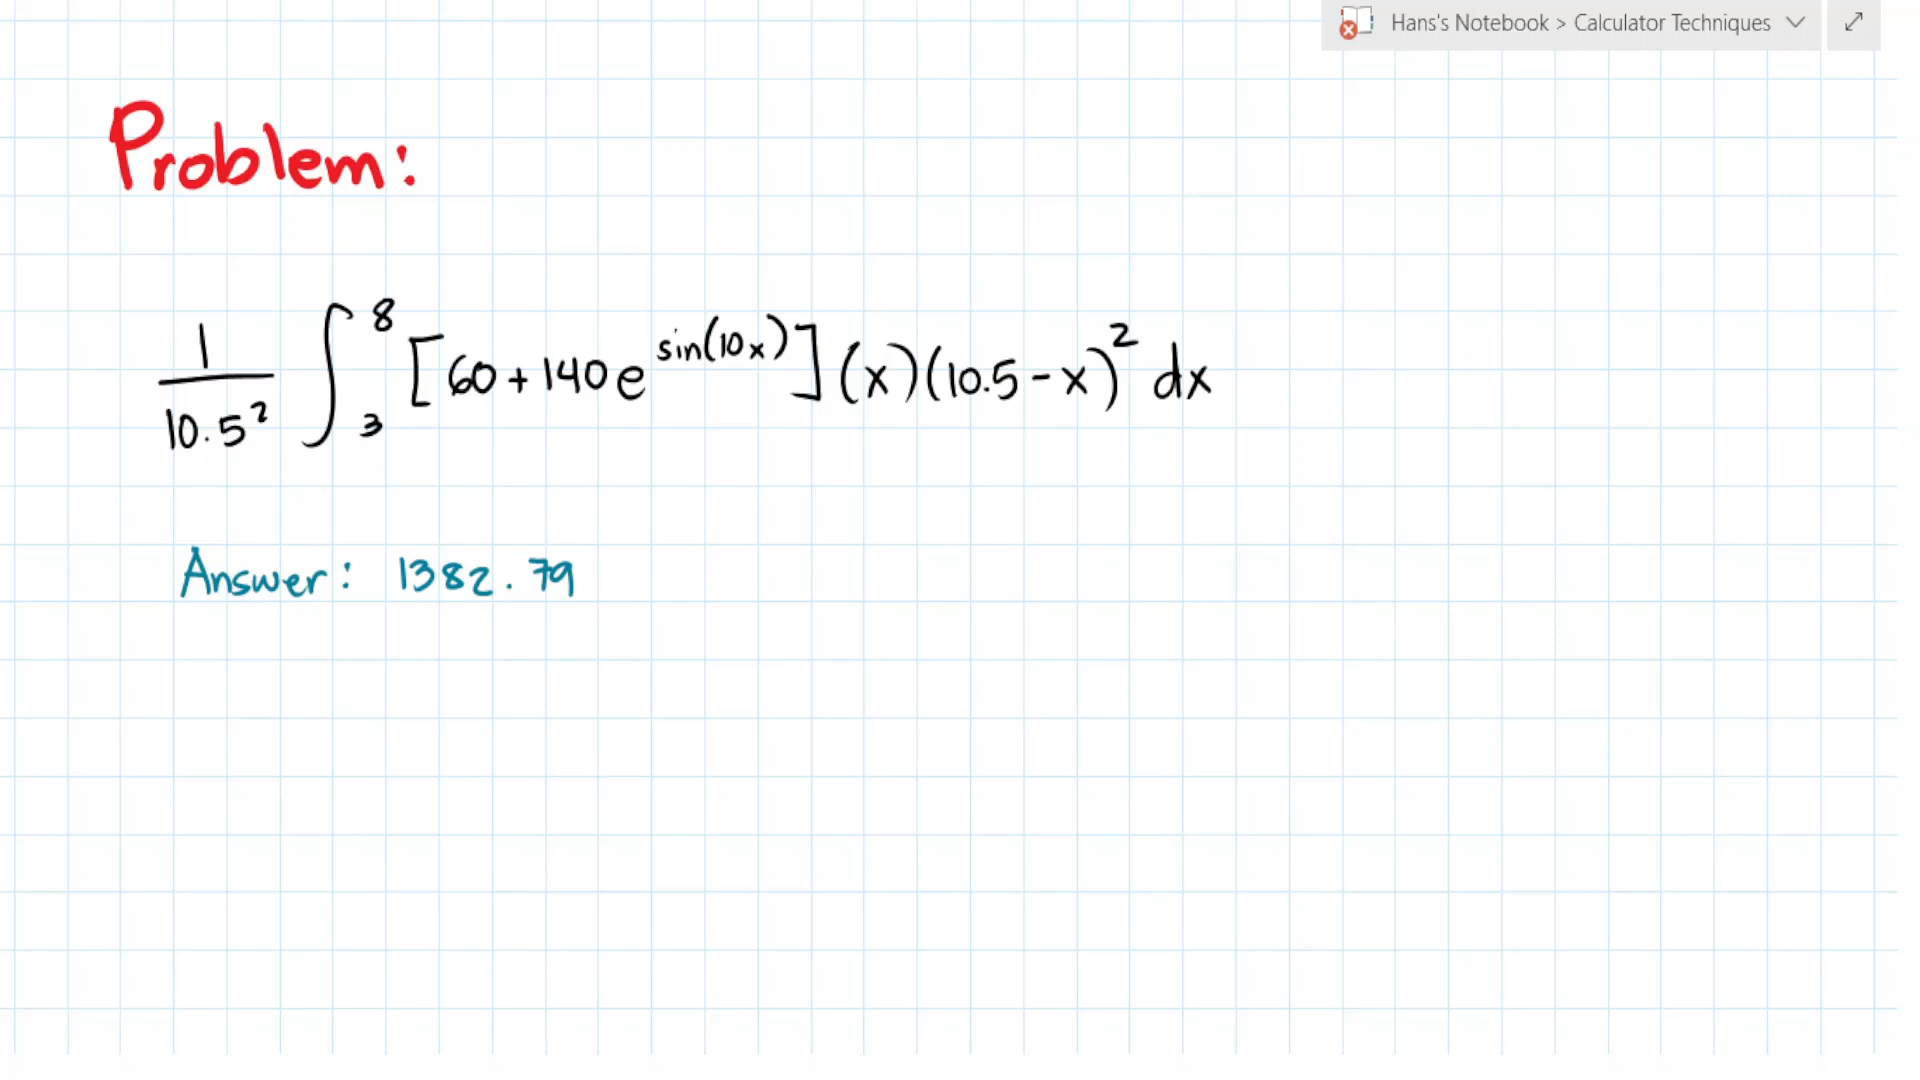 Hans's Notebook > Calculator Techniques
Problem:
1/10.5² ∫₃⁸ [60 + 140e^sin(10x)] (x)(10.5 - x)² dx
Answer: 1382.79